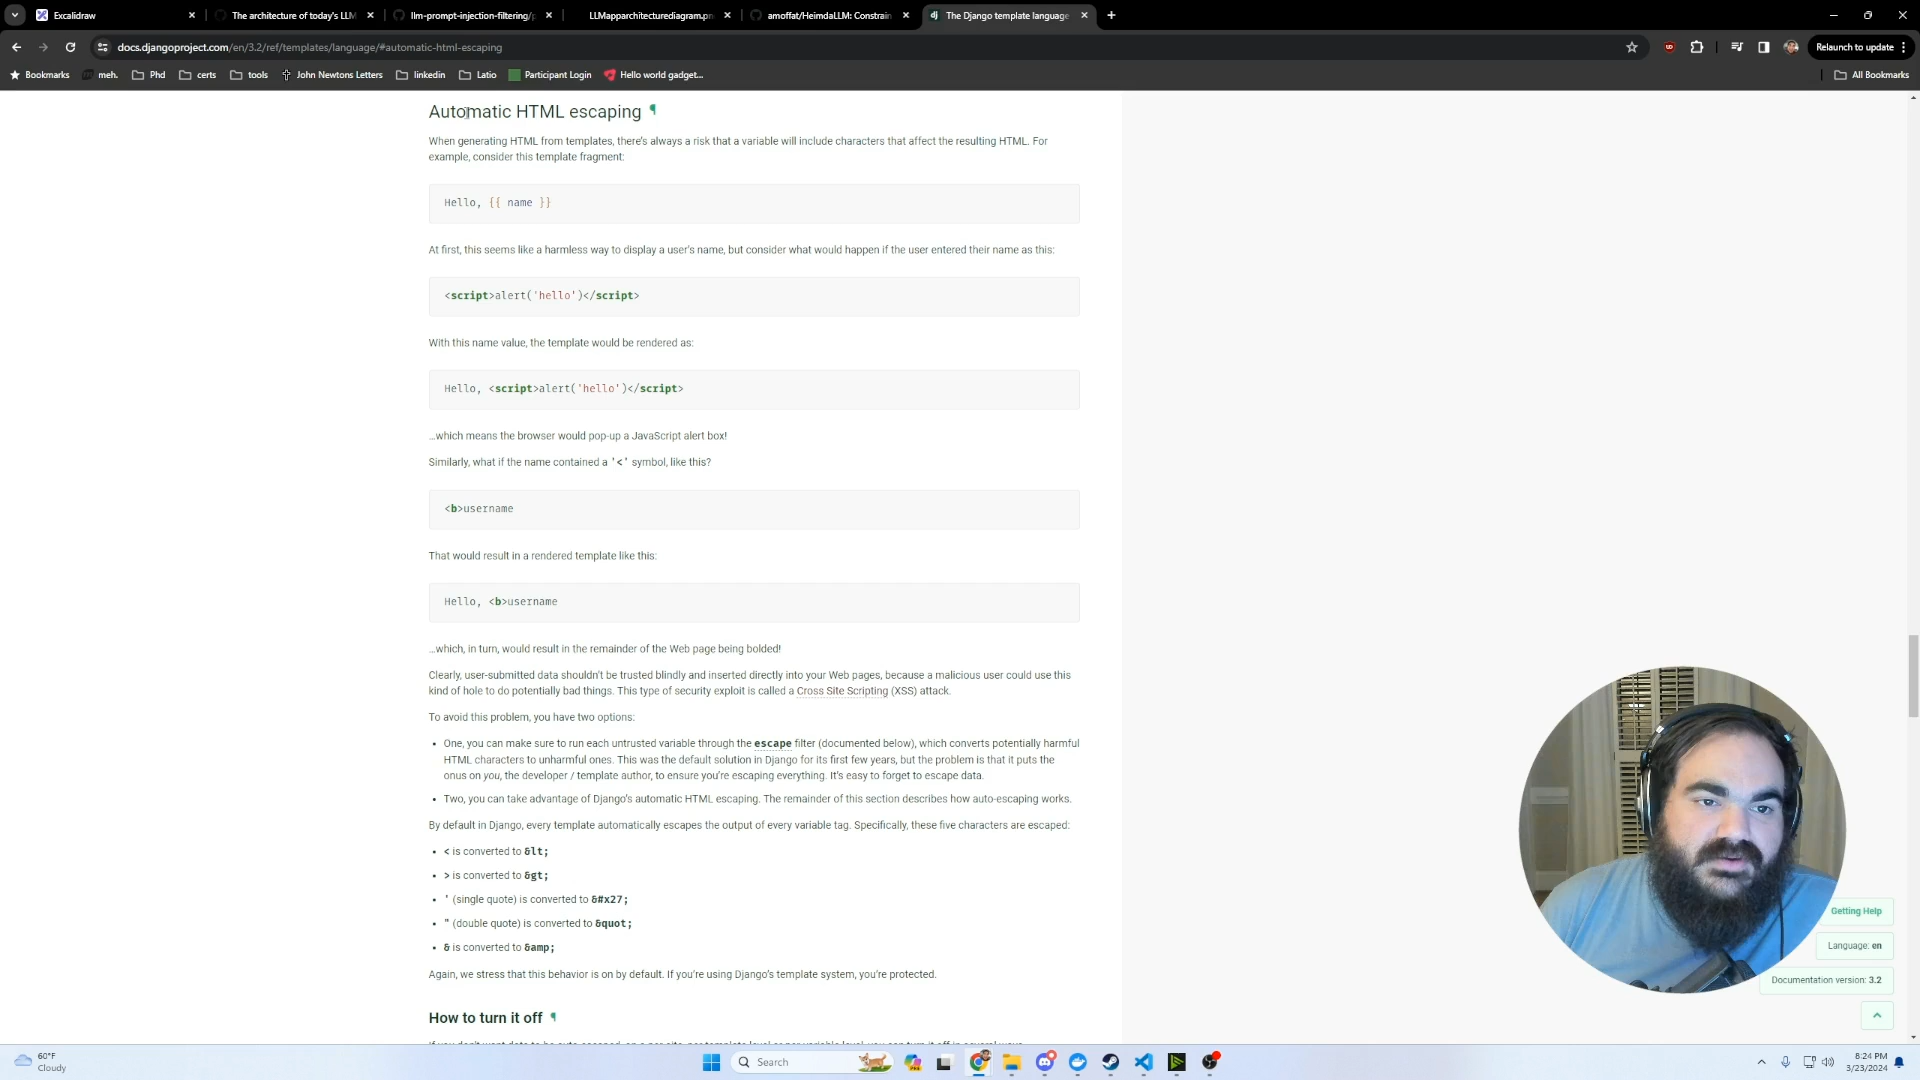 Excalidraw
The architecture of today's LLM
llm-prompt-injection-filtering/p
LLMapparchitecturediagram.pn
amoffat/HeimdaLLM: Constrain
dj The Django template language
docs.djangoproject.com/en/3.2/ref/templates/language/#automatic-html-escaping
Relaunch to update
Bookmarks
meh.
Phd
certs
tools
John Newtons Letters
linkedin
Latio
Participant Login
Hello world gadget...
All Bookmarks
Automatic HTML escaping ¶
When generating HTML from templates, there's always a risk that a variable will include characters that affect the resulting HTML. For
example, consider this template fragment:
Hello, {{ name }}
At first, this seems like a harmless way to display a user's name, but consider what would happen if the user entered their name as this:
<script>alert('hello')</script>
With this name value, the template would be rendered as:
Hello, <script>alert('hello')</script>
…which means the browser would pop-up a JavaScript alert box!
Similarly, what if the name contained a '<' symbol, like this?
<b>username
That would result in a rendered template like this:
Hello, <b>username
…which, in turn, would result in the remainder of the Web page being bolded!
Clearly, user-submitted data shouldn't be trusted blindly and inserted directly into your Web pages, because a malicious user could use this
kind of hole to do potentially bad things. This type of security exploit is called a Cross Site Scripting (XSS) attack.
To avoid this problem, you have two options:
• One, you can make sure to run each untrusted variable through the escape filter (documented below), which converts potentially harmful
HTML characters to unharmful ones. This was the default solution in Django for its first few years, but the problem is that it puts the
onus on you, the developer / template author, to ensure you're escaping everything. It's easy to forget to escape data.
• Two, you can take advantage of Django's automatic HTML escaping. The remainder of this section describes how auto-escaping works.
By default in Django, every template automatically escapes the output of every variable tag. Specifically, these five characters are escaped:
• < is converted to &lt;
• > is converted to &gt;
• ' (single quote) is converted to &#x27;
• " (double quote) is converted to &quot;
• & is converted to &amp;
Again, we stress that this behavior is on by default. If you're using Django's template system, you're protected.
How to turn it off ¶
Getting Help
Language: en
Documentation version: 3.2
60°F
Cloudy
Search
8:24 PM
3/23/2024